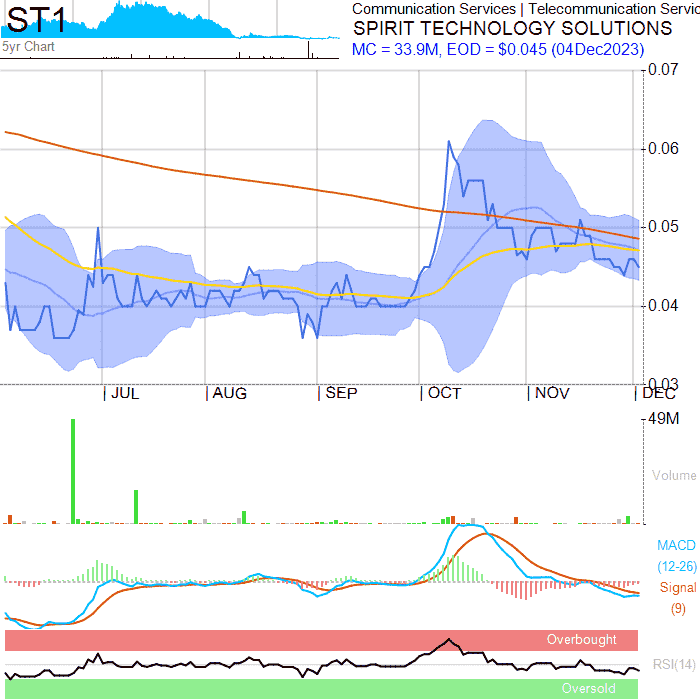 ST1
Communication Services | Telecommunication Servic
SPIRIT TECHNOLOGY SOLUTIONS
5yr Chart
MC = 33.9M, EOD = $0.045 (04Dec2023)
0.07
0.06
0.05
0.04
0.03
| JUL | AUG | SEP | OCT | NOV | DEC
49M
Volume
MACD
(12-26)
Signal
(9)
Overbought
RSI(14)
Oversold